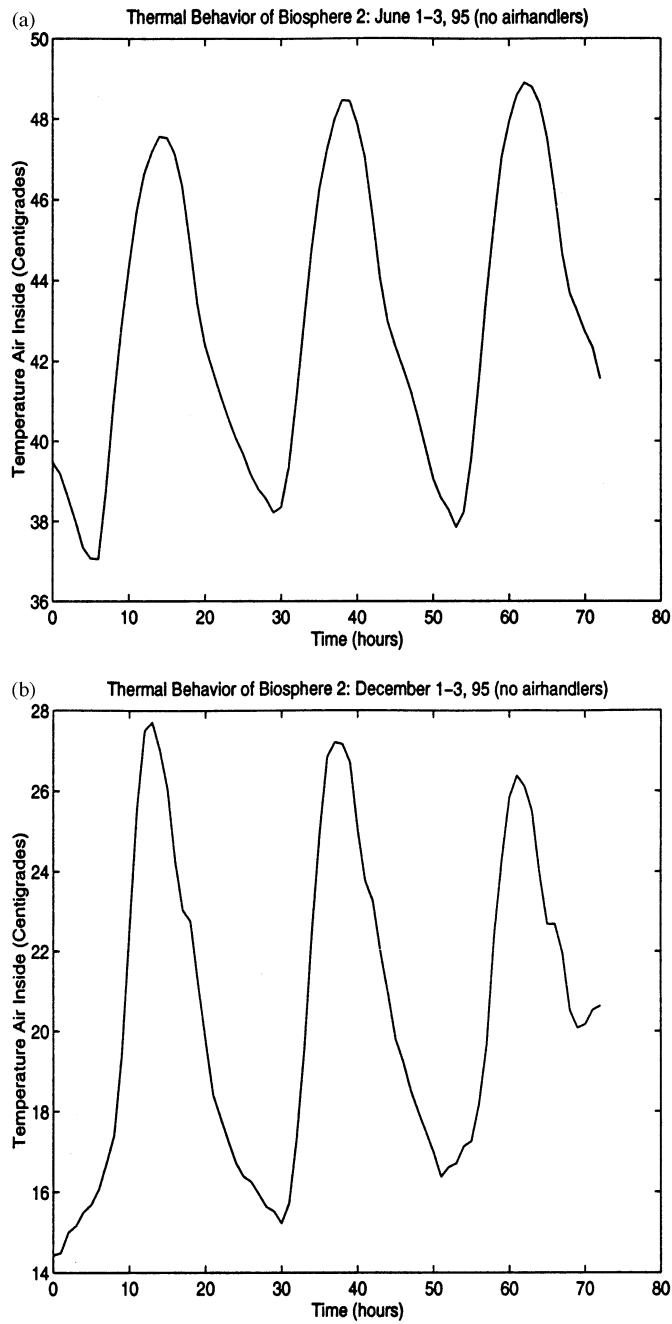 (a)
Thermal Behavior of Biosphere 2: June 1–3, 95 (no airhandlers)
Temperature Air Inside (Centigrades)
50
48
46
44
42
40
38
36
0 10 20 30 40 50 60 70 80
Time (hours)
(b)
Thermal Behavior of Biosphere 2: December 1–3, 95 (no airhandlers)
Temperature Air Inside (Centigrades)
28
26
24
22
20
18
16
14
0 10 20 30 40 50 60 70 80
Time (hours)